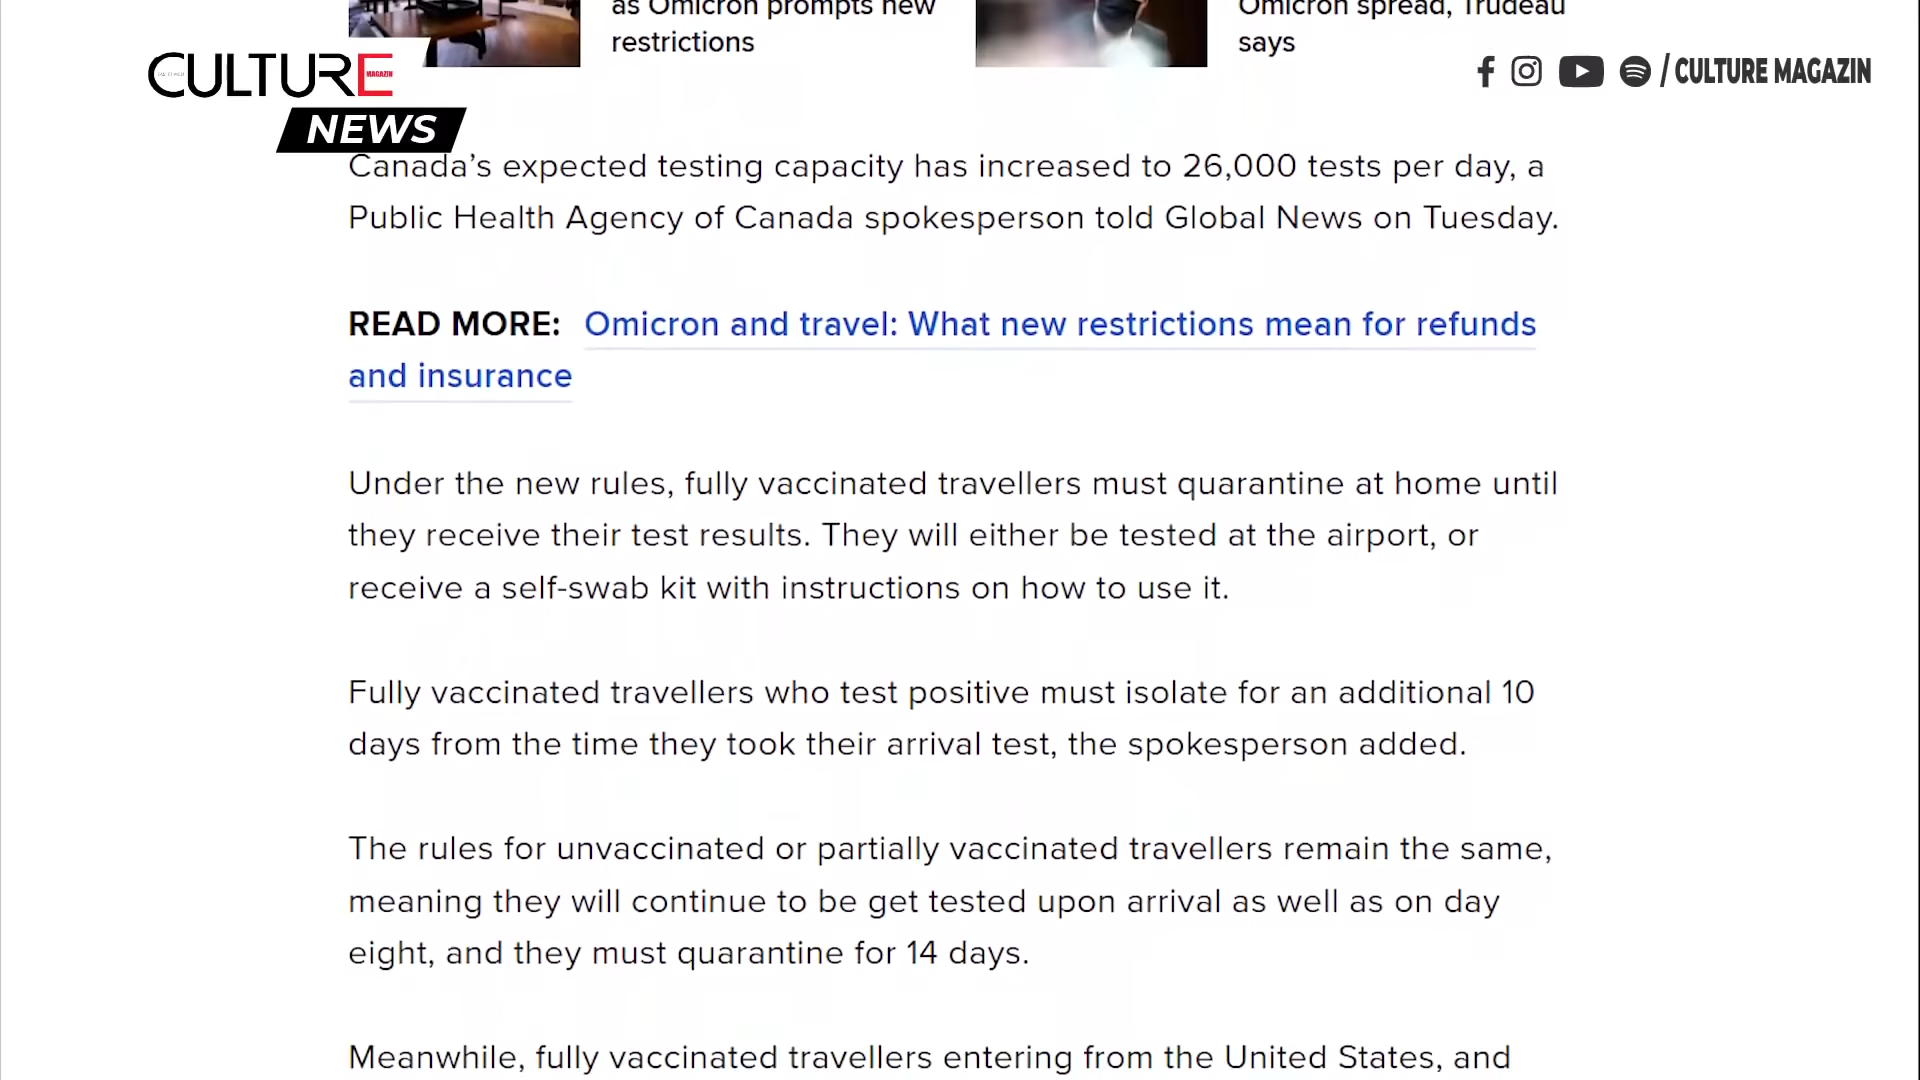 as Omicron prompts new
restrictions
Omicron spread, Trudeau
says
CULTURE
MAGAZIN
NEWS
/ CULTURE MAGAZIN
Canada’s expected testing capacity has increased to 26,000 tests per day, a
Public Health Agency of Canada spokesperson told Global News on Tuesday.
READ MORE: Omicron and travel: What new restrictions mean for refunds
and insurance
Under the new rules, fully vaccinated travellers must quarantine at home until
they receive their test results. They will either be tested at the airport, or
receive a self-swab kit with instructions on how to use it.
Fully vaccinated travellers who test positive must isolate for an additional 10
days from the time they took their arrival test, the spokesperson added.
The rules for unvaccinated or partially vaccinated travellers remain the same,
meaning they will continue to be get tested upon arrival as well as on day
eight, and they must quarantine for 14 days.
Meanwhile, fully vaccinated travellers entering from the United States, and